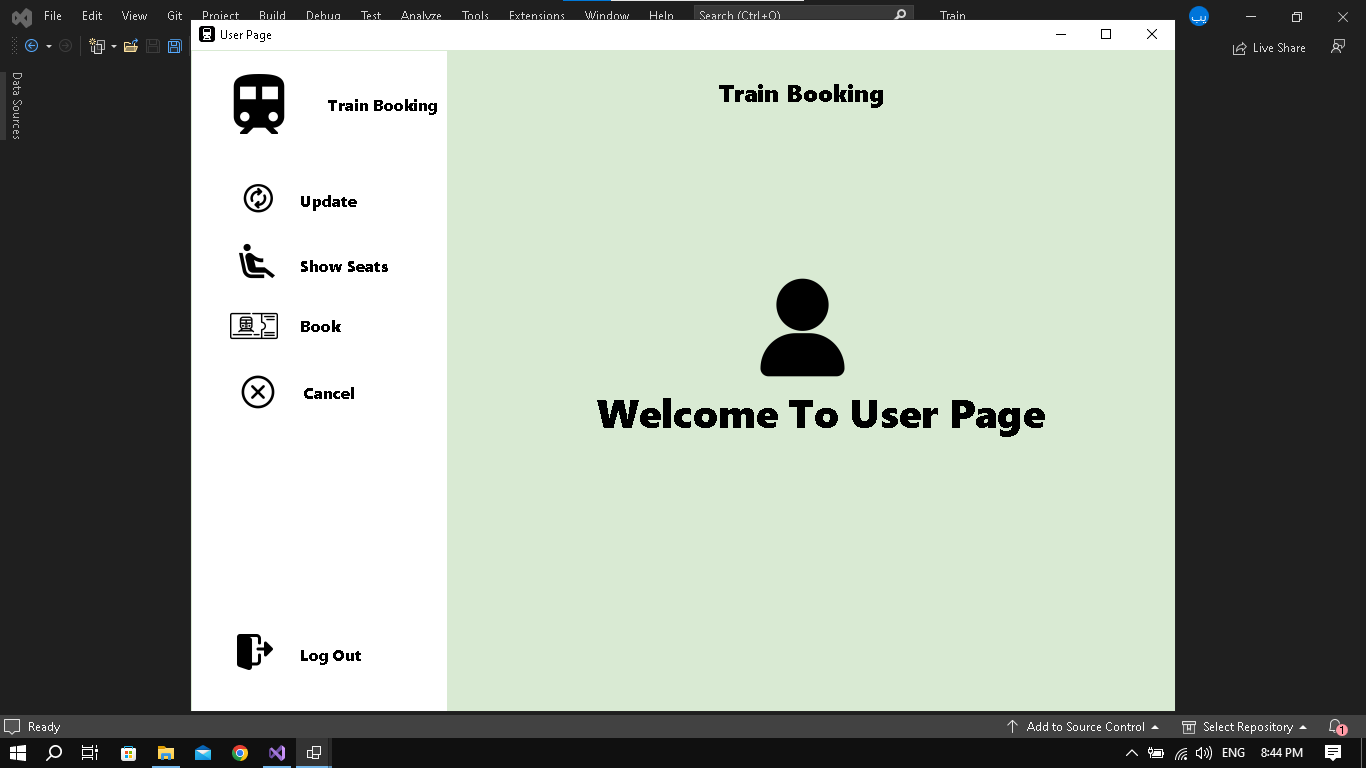 File Edit View Git Project Build Debug Test Analyze Tools Extensions Window Help Search (Ctrl+Q) Train يب
User Page
Live Share
Data Sources
Train Booking
Train Booking
Update
Show Seats
Book
Cancel
Welcome To User Page
Log Out
Ready Add to Source Control Select Repository 1
ENG 8:44 PM